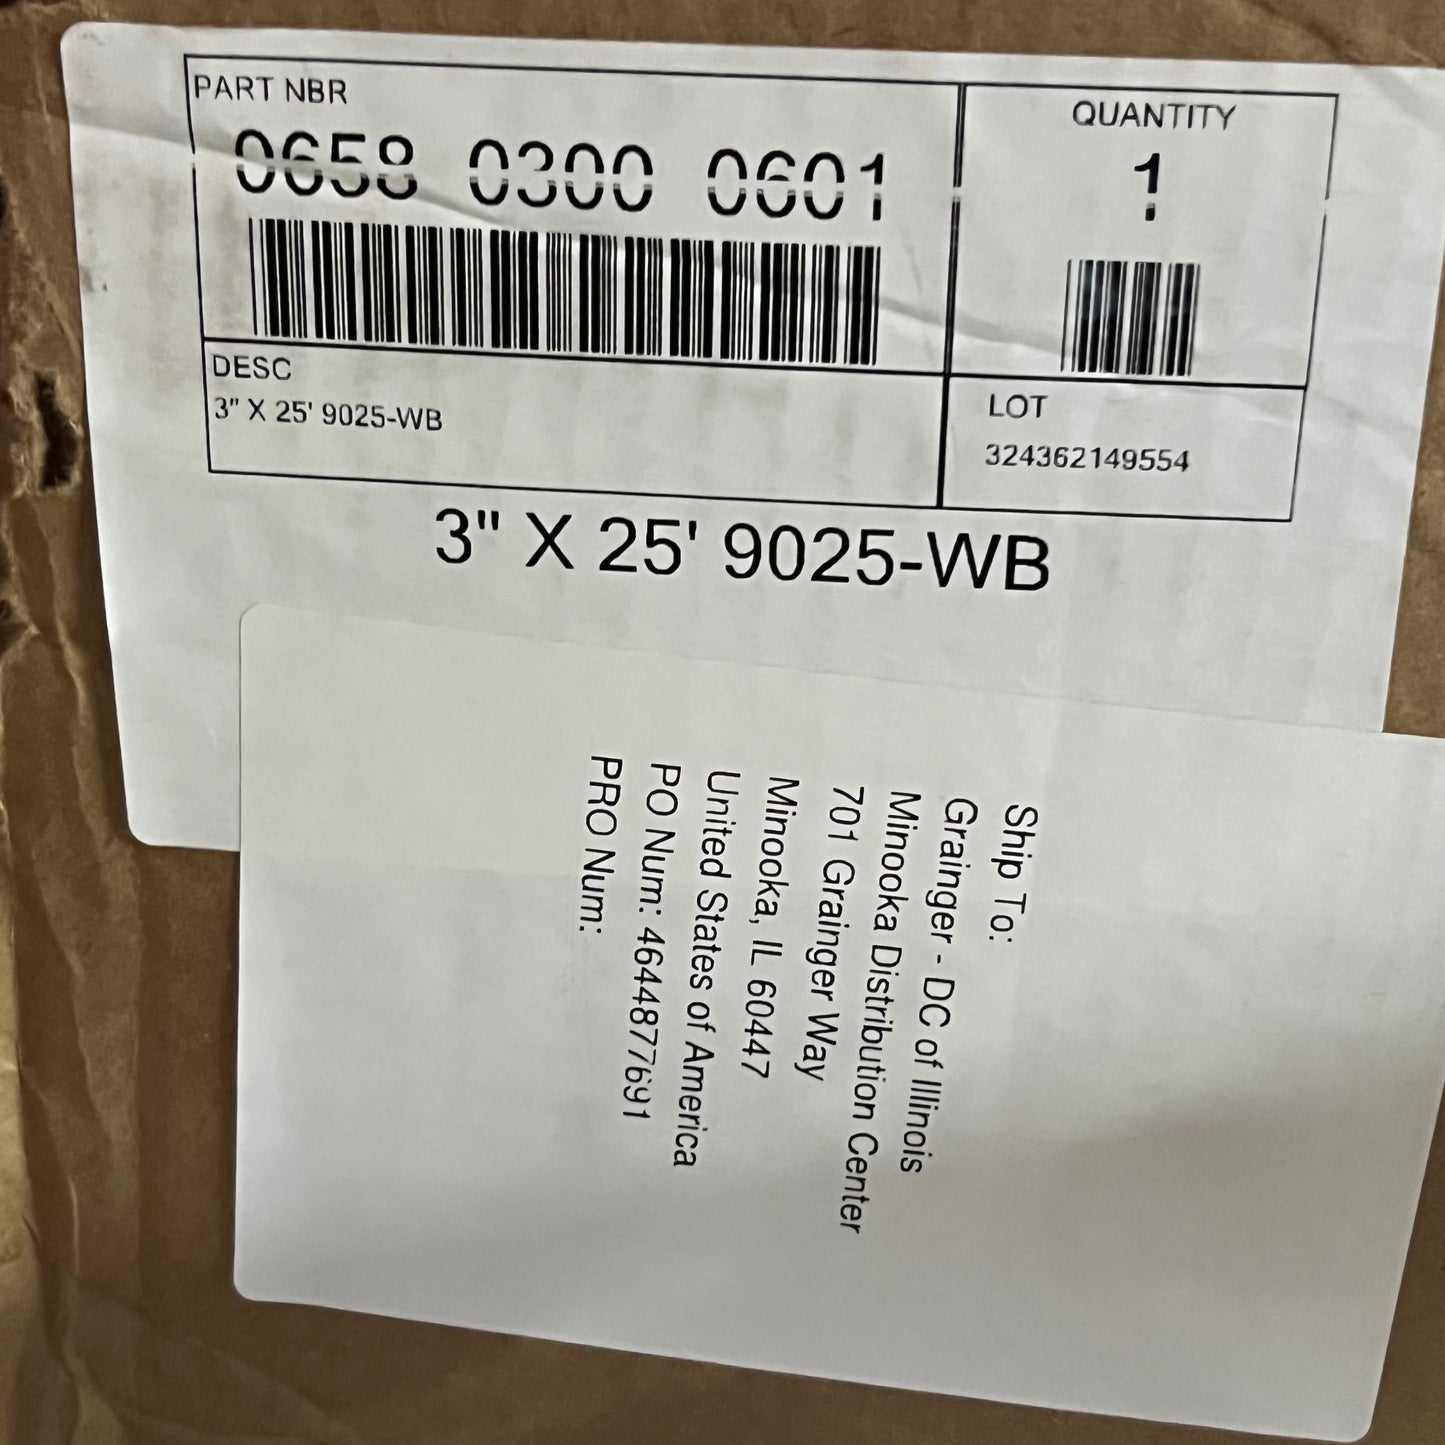 PART NBR
0658 0300 0601
QUANTITY
1
DESC
3" X 25' 9025-WB
LOT
324362149554
3" X 25' 9025-WB
Ship To:
Grainger - DC of Illinois
Minooka Distribution Center
701 Grainger Way
Minooka, IL 60447
United States of America
PO Num: 4644877691
PRO Num: